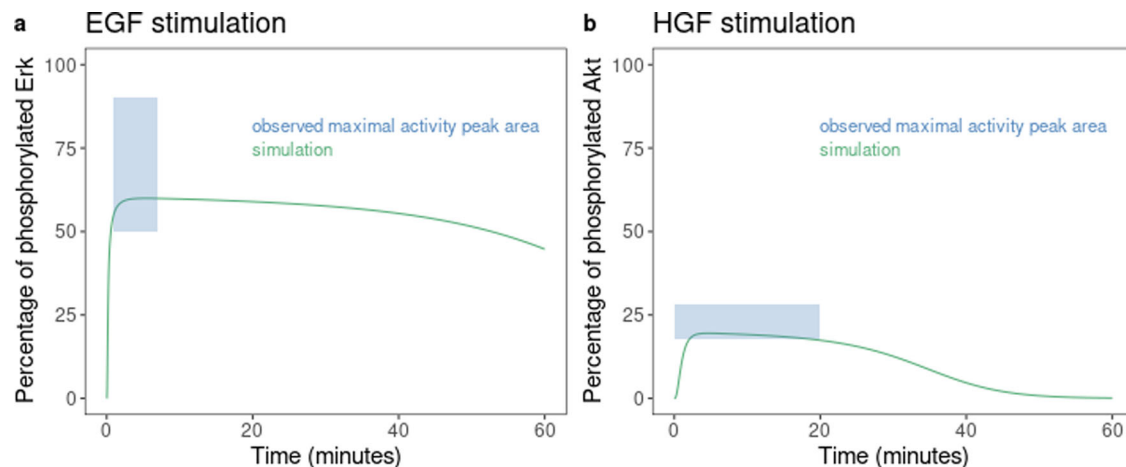 a EGF stimulation
Percentage of phosphorylated Erk
100
75
50
25
0
observed maximal activity peak area
simulation
0 20 40 60
Time (minutes)
b HGF stimulation
Percentage of phosphorylated Akt
100
75
50
25
0
observed maximal activity peak area
simulation
0 20 40 60
Time (minutes)